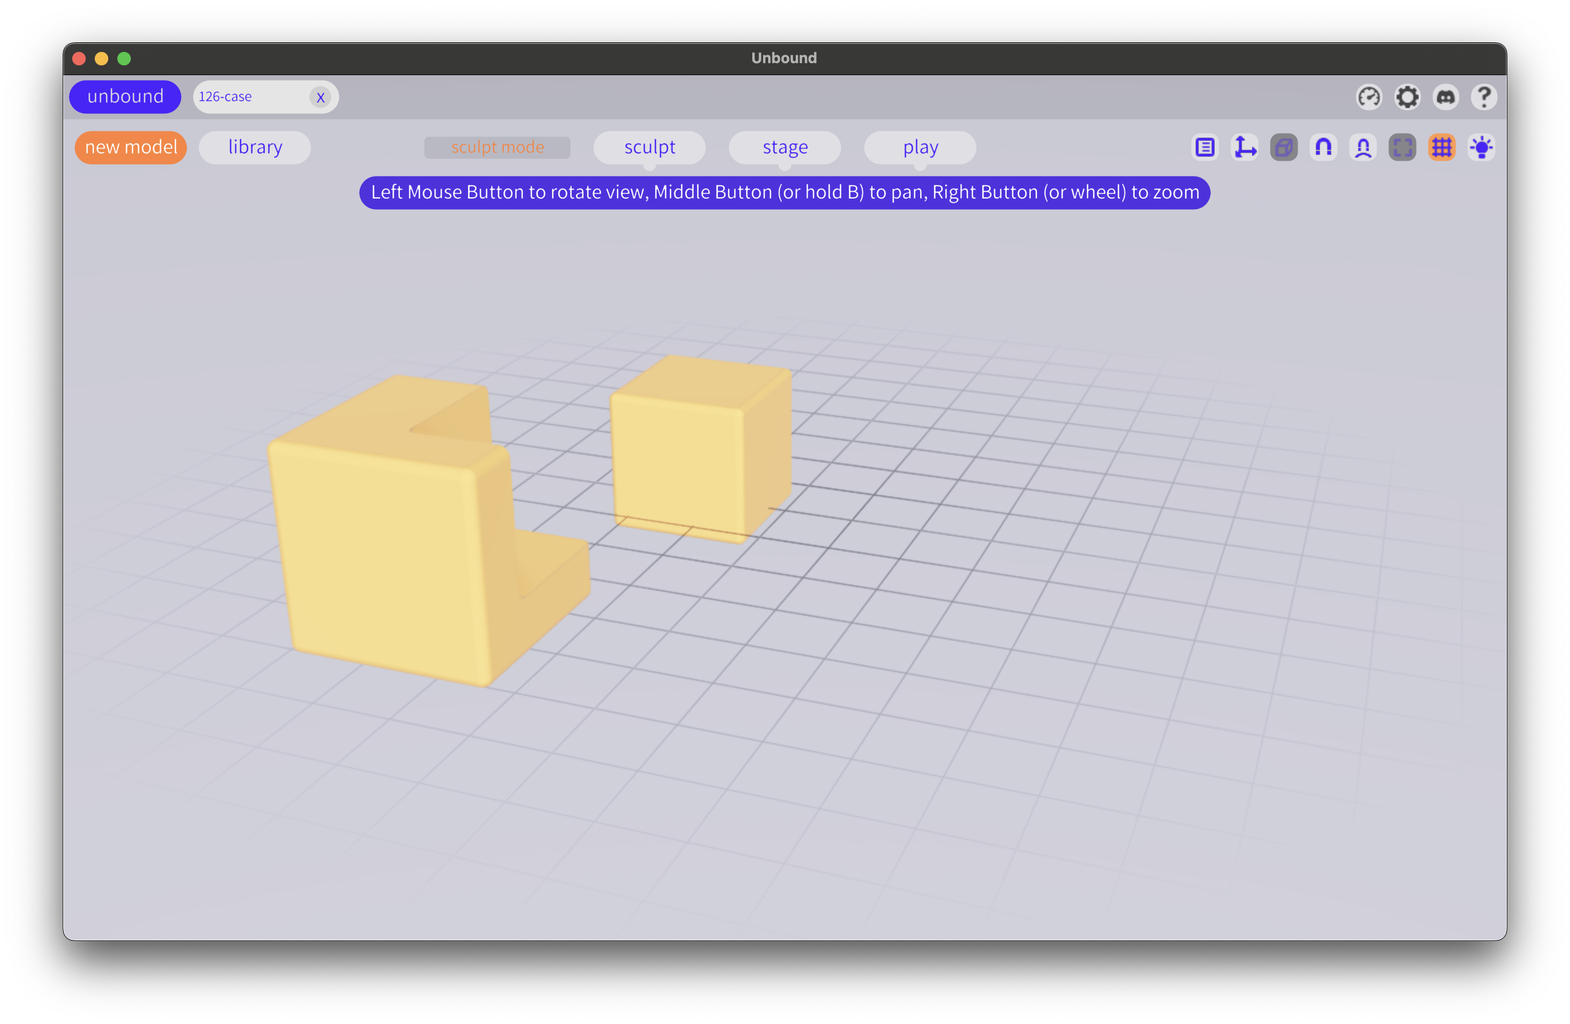 Unbound
unbound
126-case
X
new model
library
sculpt mode
sculpt
stage
play
Left Mouse Button to rotate view, Middle Button (or hold B) to pan, Right Button (or wheel) to zoom